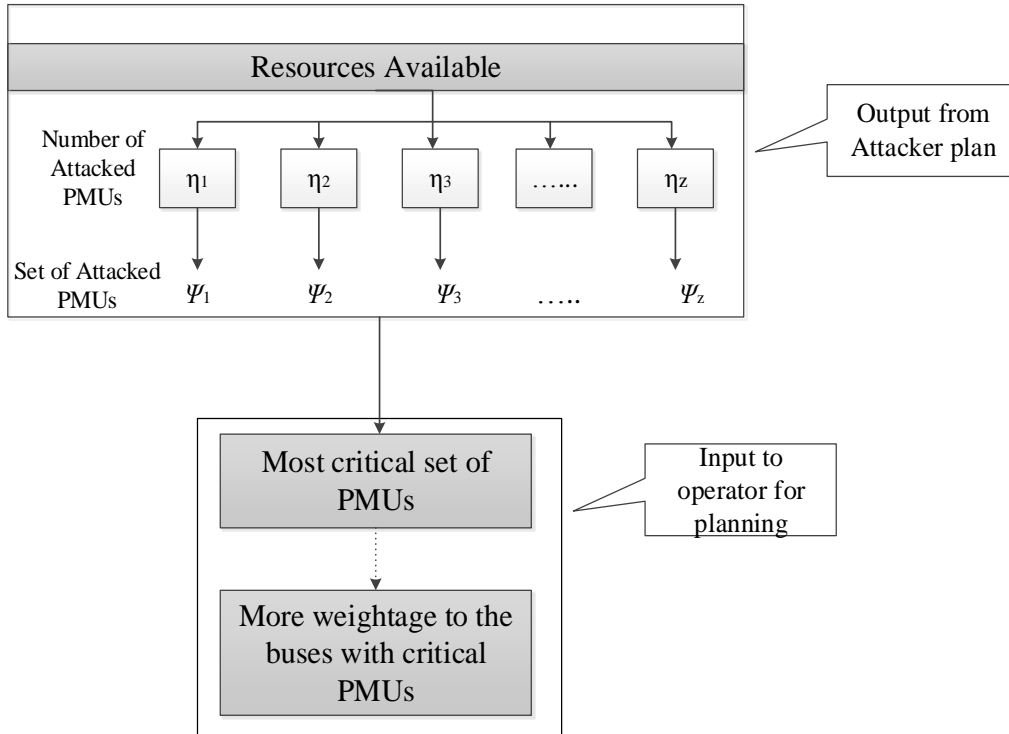 Resources Available
Output from
Attacker plan
Number of
Attacked
PMUs
η1 η2 η3 …... ηz
Set of Attacked
PMUs
Ψ1 Ψ2 Ψ3 ….. Ψz
Most critical set of
PMUs
Input to
operator for
planning
More weightage to the
buses with critical
PMUs